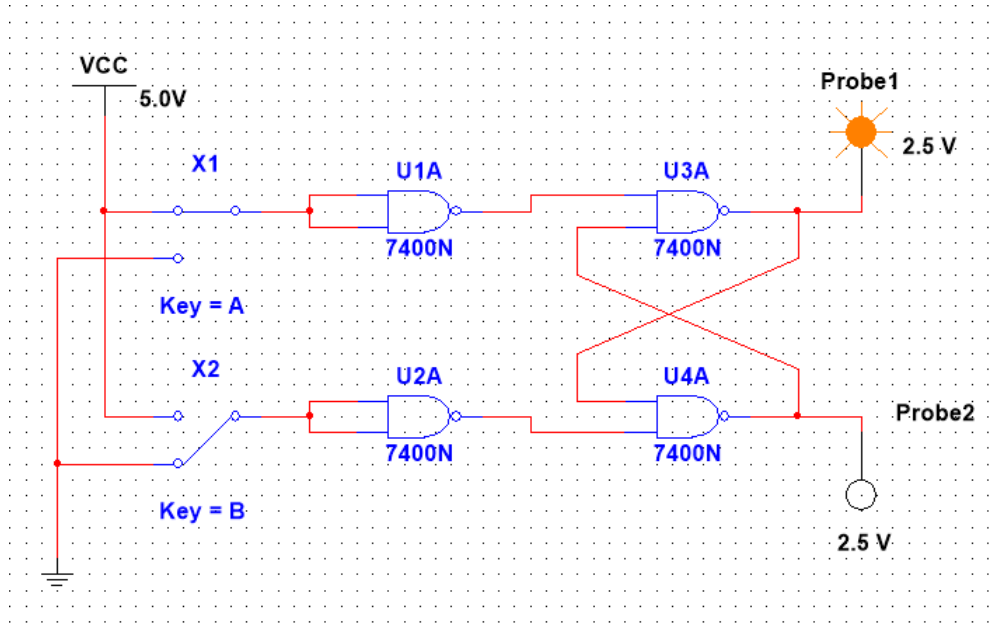 VCC
5.0V
Probe1
2.5 V
X1
U1A
U3A
7400N
7400N
Key = A
X2
U2A
U4A
Probe2
7400N
7400N
Key = B
2.5 V